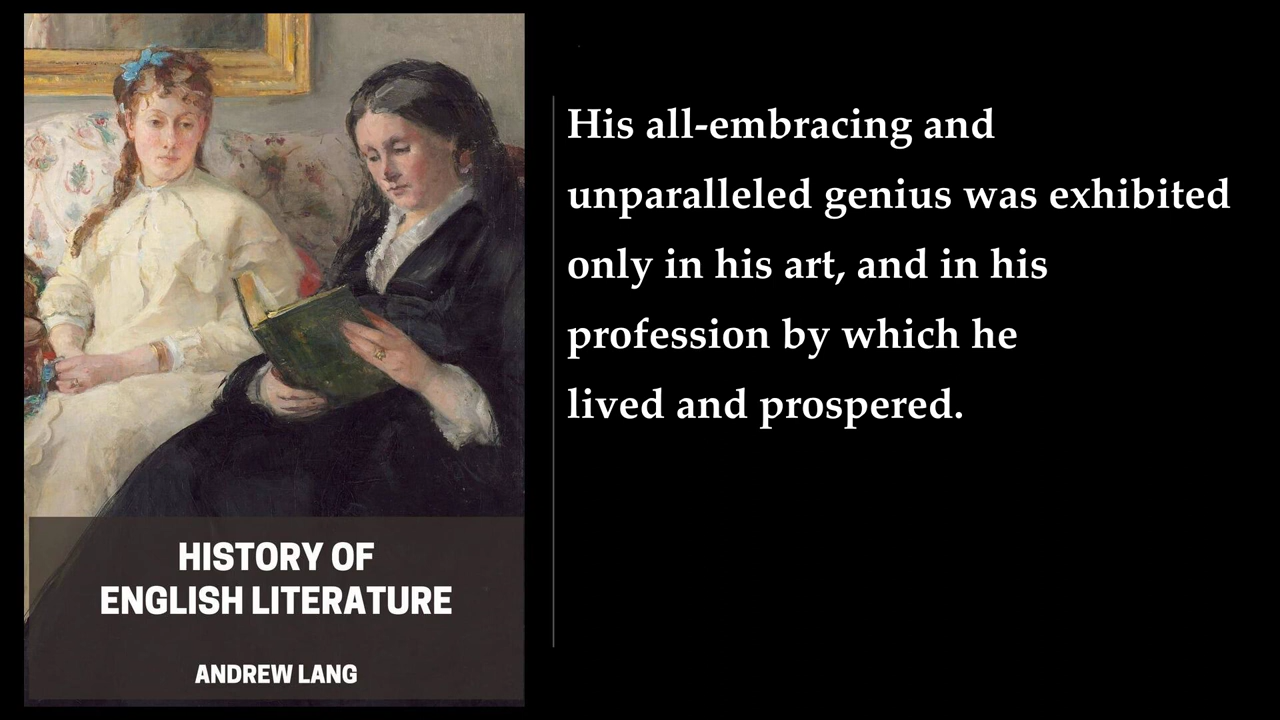 HISTORY OF
ENGLISH LITERATURE
ANDREW LANG
His all-embracing and
unparalleled genius was exhibited
only in his art, and in his
profession by which he
lived and prospered.